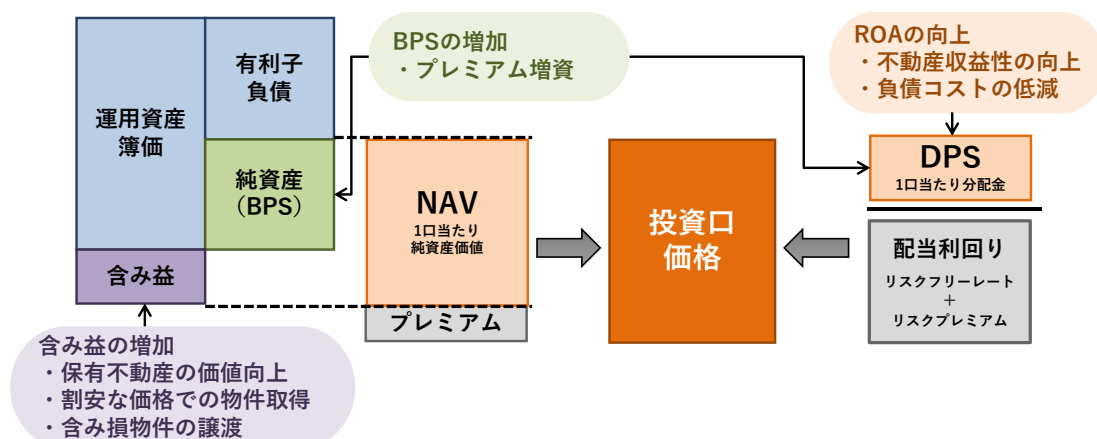 運用資産
簿価
有利子
負債
純資産
（BPS）
含み益
含み益の増加
・保有不動産の価値向上
・割安な価格での物件取得
・含み損物件の譲渡
BPSの増加
・プレミアム増資
NAV
1口当たり
純資産価値
プレミアム
投資口
価格
ROAの向上
・不動産収益性の向上
・負債コストの低減
DPS
1口当たり分配金
配当利回り
リスクフリーレート
＋
リスクプレミアム